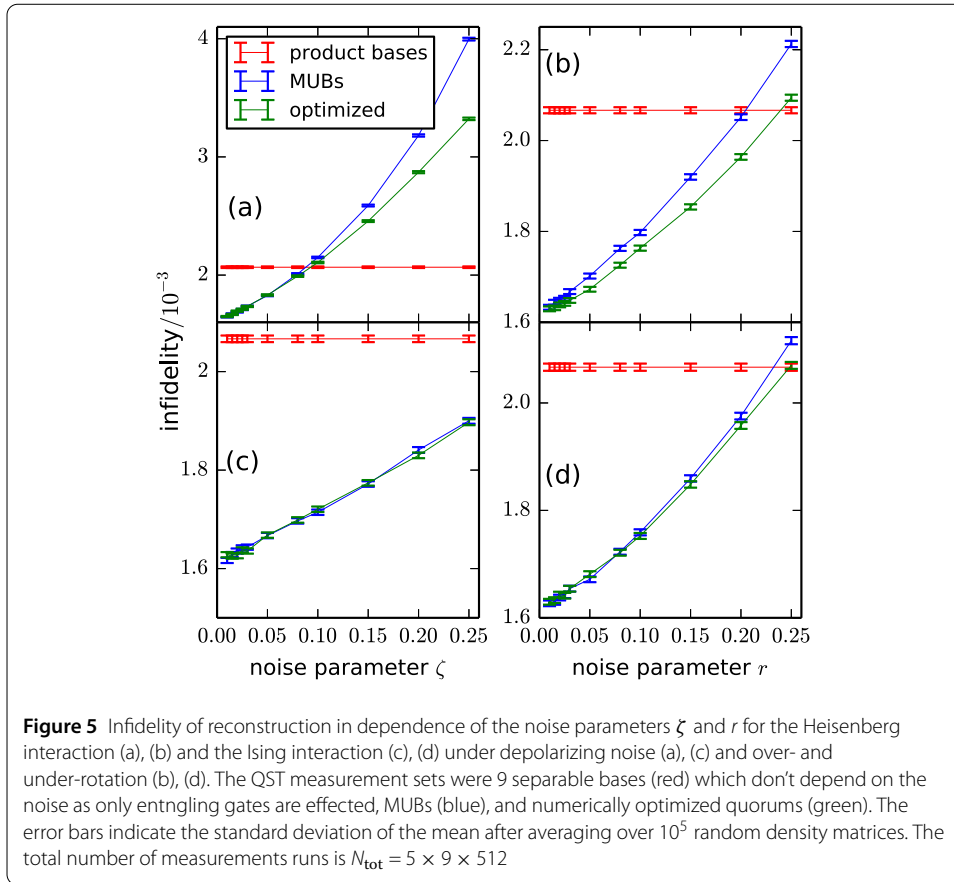 product bases
MUBs
optimized
4
3
2
(a)
2.2
2.0
1.8
1.6
(b)
infidelity/10⁻³
2
1.8
1.6
(c)
2.0
1.8
1.6
(d)
0.00 0.05 0.10 0.15 0.20 0.25
noise parameter ζ
0.00 0.05 0.10 0.15 0.20 0.25
noise parameter r
Figure 5 Infidelity of reconstruction in dependence of the noise parameters ζ and r for the Heisenberg
interaction (a), (b) and the Ising interaction (c), (d) under depolarizing noise (a), (c) and over- and
under-rotation (b), (d). The QST measurement sets were 9 separable bases (red) which don't depend on the
noise as only entngling gates are effected, MUBs (blue), and numerically optimized quorums (green). The
error bars indicate the standard deviation of the mean after averaging over 10⁵ random density matrices. The
total number of measurements runs is Nₜₒₜ = 5 × 9 × 512